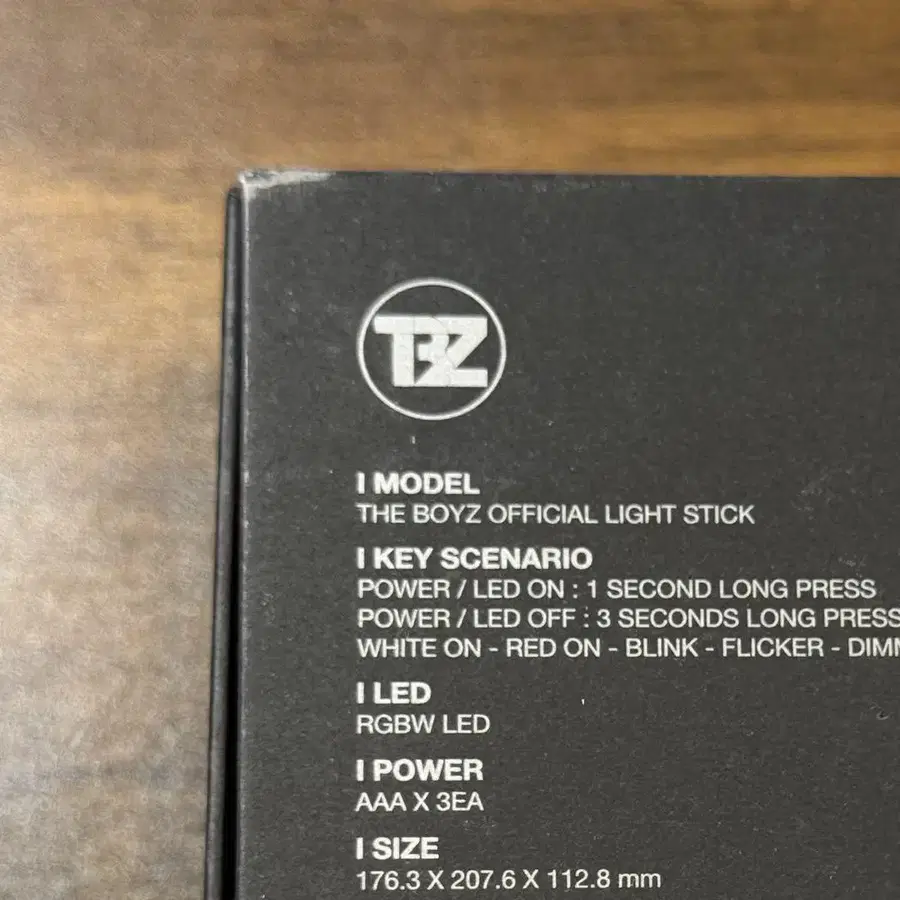 TBZ
I MODEL
THE BOYZ OFFICIAL LIGHT STICK
I KEY SCENARIO
POWER / LED ON : 1 SECOND LONG PRESS
POWER / LED OFF : 3 SECONDS LONG PRESS
WHITE ON - RED ON - BLINK - FLICKER - DIMM
I LED
RGBW LED
I POWER
AAA X 3EA
I SIZE
176.3 X 207.6 X 112.8 mm